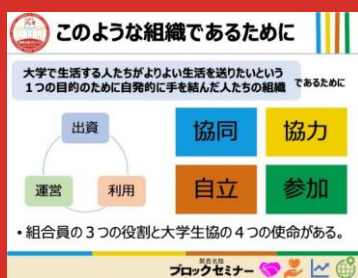 このような組織であるために
大学で生活する人たちがよりよい生活を送りたいという
1つの目的のために自発的に手を結んだ人たちの組織
であるために
出資
運営
利用
協同
協力
自立
参加
・組合員の3つの役割と大学生協の4つの使命がある。
関西北陸
ブロックセミナー